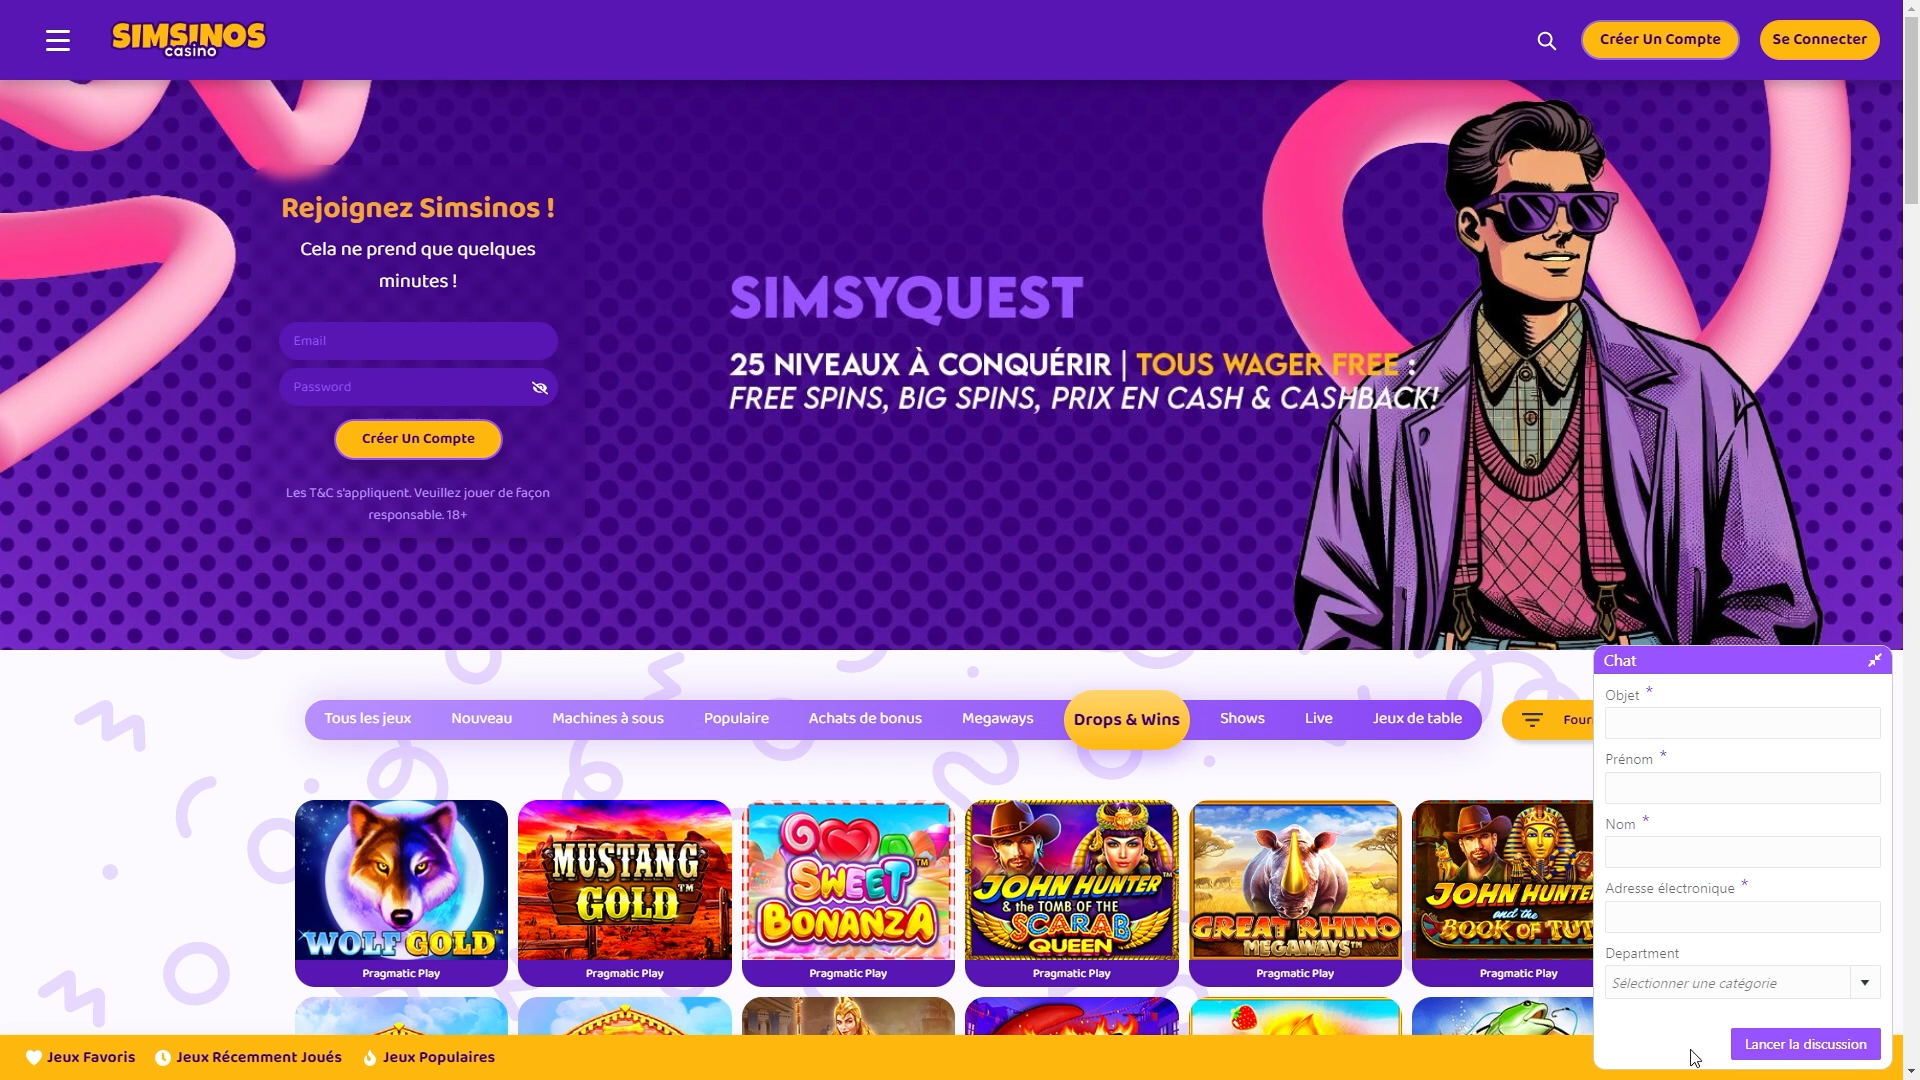 SIMSINOS
casino
Créer Un Compte
Se Connecter
Rejoignez Simsinos !
Cela ne prend que quelques
minutes !
Email
Password
Créer Un Compte
Les T&C s'appliquent. Veuillez jouer de façon
responsable. 18+
SIMSYQUEST
25 NIVEAUX À CONQUÉRIR | TOUS WAGER FREE :
FREE SPINS, BIG SPINS, PRIX EN CASH & CASHBACK!
Tous les jeux
Nouveau
Machines à sous
Populaire
Achats de bonus
Megaways
Drops & Wins
Shows
Live
Jeux de table
Four
WOLF GOLD™
Pragmatic Play
MUSTANG
GOLD™
Pragmatic Play
SWEET™
BONANZA
Pragmatic Play
JOHN HUNTER™
& the TOMB OF THE
SCARAB
QUEEN
Pragmatic Play
GREAT RHINO
MEGAWAYS™
Pragmatic Play
JOHN HUNTER
and the
BOOK OF TUT
Pragmatic Play
Chat
Objet *
Prénom *
Nom *
Adresse électronique *
Department
Sélectionner une catégorie
Lancer la discussion
Jeux Favoris
Jeux Récemment Joués
Jeux Populaires